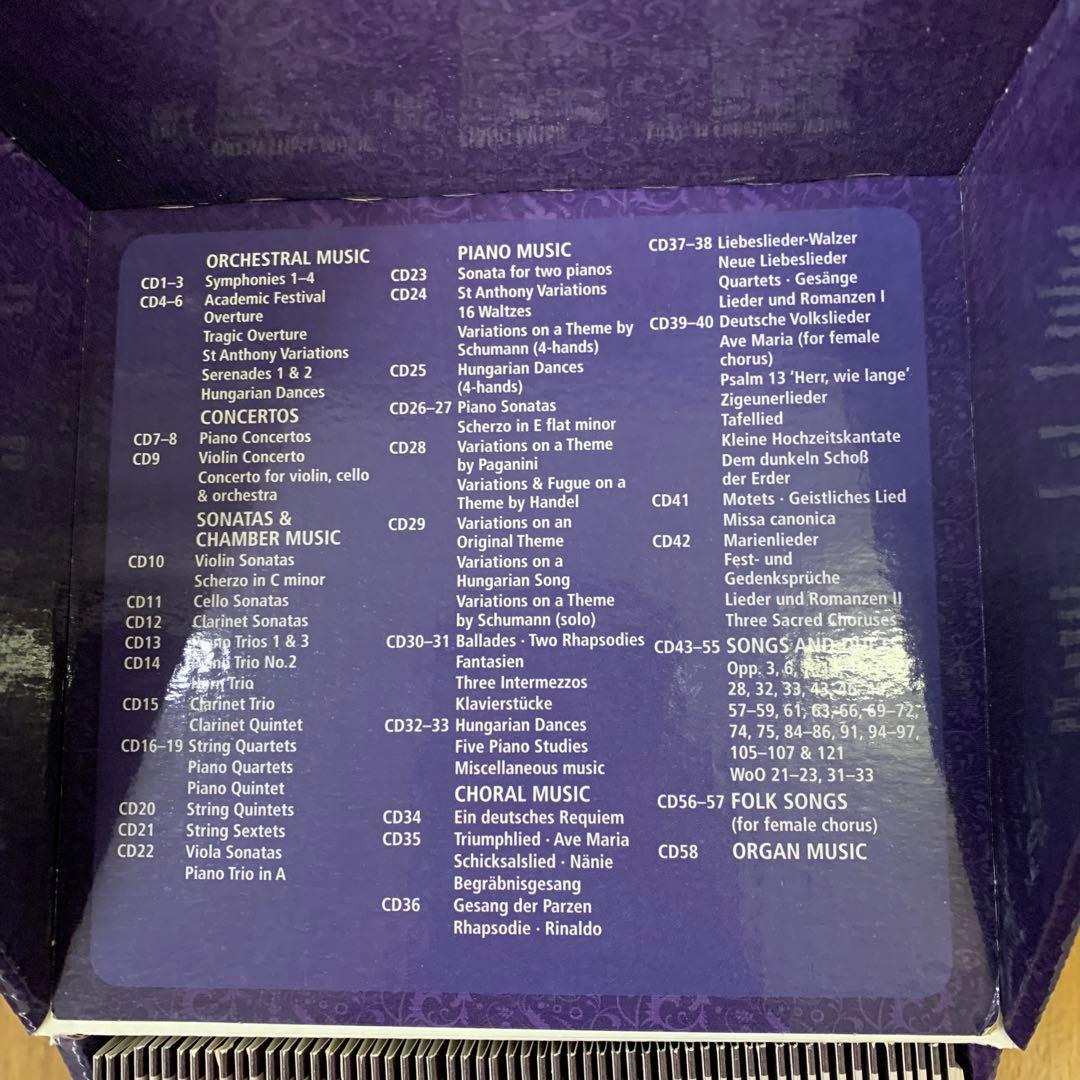 ORCHESTRAL MUSIC
CD1–3 Symphonies 1–4
CD4–6 Academic Festival
Overture
Tragic Overture
St Anthony Variations
Serenades 1 & 2
Hungarian Dances
CONCERTOS
CD7–8 Piano Concertos
CD9 Violin Concerto
Concerto for violin, cello
& orchestra
SONATAS &
CHAMBER MUSIC
CD10 Violin Sonatas
Scherzo in C minor
CD11 Cello Sonatas
CD12 Clarinet Sonatas
CD13 Piano Trios 1 & 3
CD14 Piano Trio No.2
Horn Trio
CD15 Clarinet Trio
Clarinet Quintet
CD16–19 String Quartets
Piano Quartets
Piano Quintet
CD20 String Quintets
CD21 String Sextets
CD22 Viola Sonatas
Piano Trio in A
PIANO MUSIC
CD23 Sonata for two pianos
CD24 St Anthony Variations
16 Waltzes
Variations on a Theme by
Schumann (4-hands)
CD25 Hungarian Dances
(4-hands)
CD26–27 Piano Sonatas
Scherzo in E flat minor
CD28 Variations on a Theme
by Paganini
Variations & Fugue on a
Theme by Handel
CD29 Variations on an
Original Theme
Variations on a
Hungarian Song
Variations on a Theme
by Schumann (solo)
CD30–31 Ballades · Two Rhapsodies
Fantasien
Three Intermezzos
Klavierstücke
CD32–33 Hungarian Dances
Five Piano Studies
Miscellaneous music
CHORAL MUSIC
CD34 Ein deutsches Requiem
CD35 Triumphlied · Ave Maria
Schicksalslied · Nänie
Begräbnisgesang
CD36 Gesang der Parzen
Rhapsodie · Rinaldo
CD37–38 Liebeslieder-Walzer
Neue Liebeslieder
Quartets · Gesänge
Lieder und Romanzen I
CD39–40 Deutsche Volkslieder
Ave Maria (for female
chorus)
Psalm 13 ‘Herr, wie lange’
Zigeunerlieder
Tafellied
Kleine Hochzeitskantate
Dem dunkeln Schoß
der Erder
CD41 Motets · Geistliches Lied
Missa canonica
CD42 Marienlieder
Fest- und
Gedenksprüche
Lieder und Romanzen II
Three Sacred Choruses
CD43–55 SONGS AND
Opp. 3, 6,
28, 32, 33, 43,
57–59, 61, 63–66, 69–72,
74, 75, 84–86, 91, 94–97,
105–107 & 121
WoO 21–23, 31–33
CD56–57 FOLK SONGS
(for female chorus)
CD58 ORGAN MUSIC